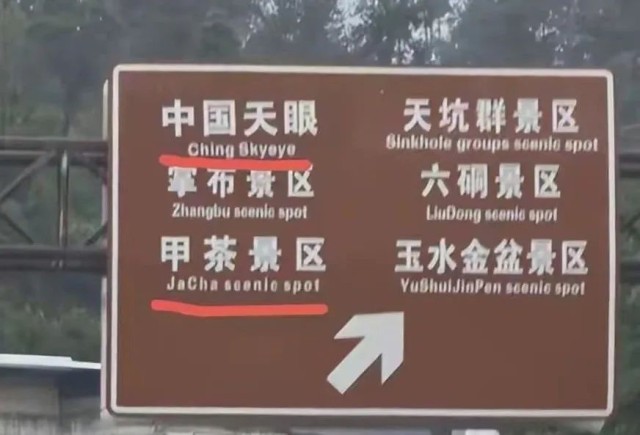 中国天眼
Ching Skyeye
天坑群景区
Sinkhole groups scenic spot
掌布景区
Zhangbu scenic spot
六硐景区
LiuDong scenic spot
甲茶景区
JaCha scenic spot
玉水金盆景区
YuShuiJinPen scenic spot